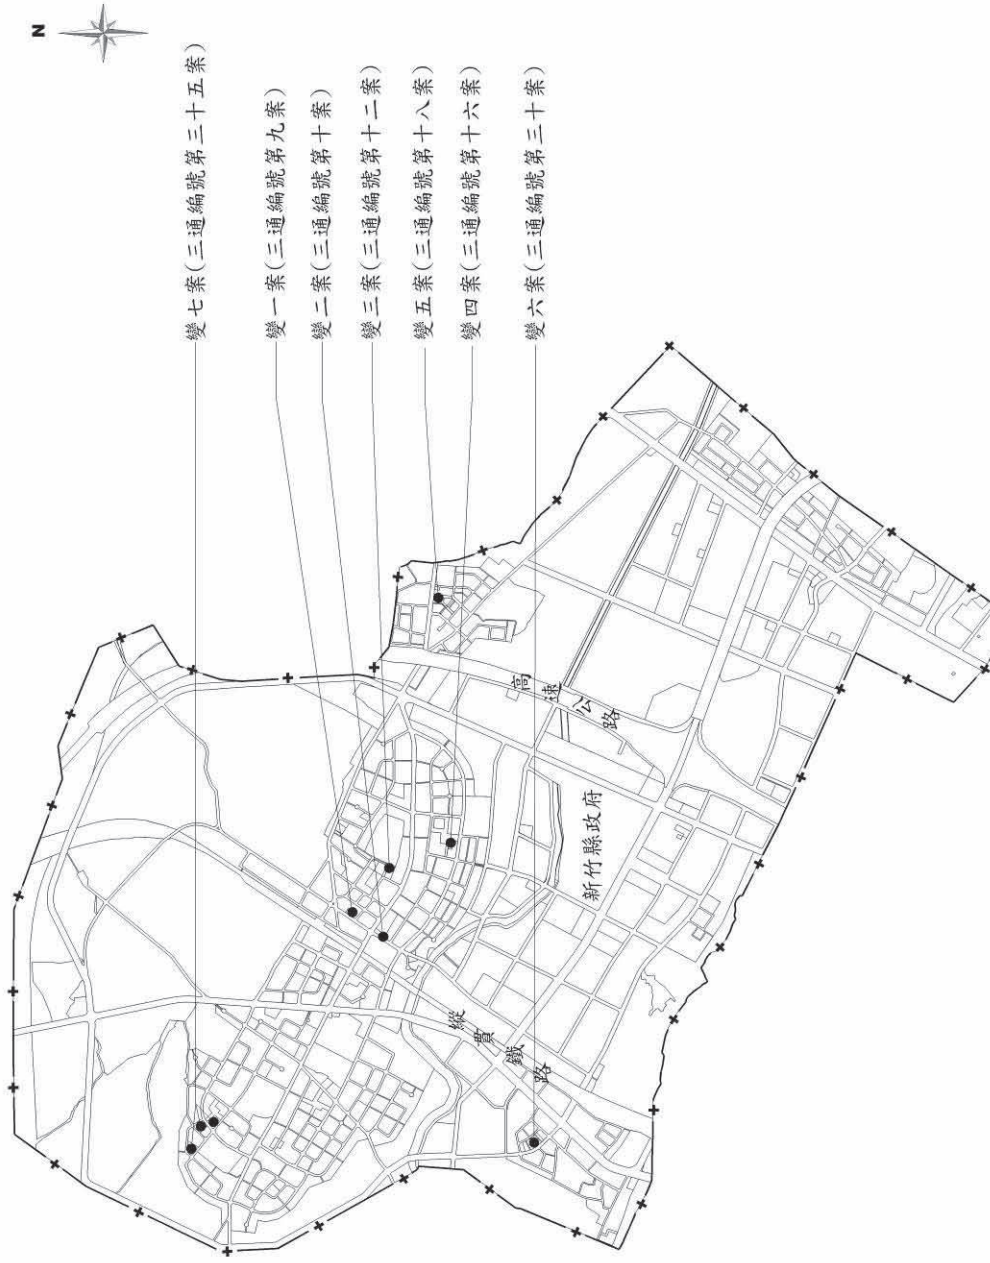 N
變七案(三通編號第三十五案)
變一案(三通編號第九案)
變二案(三通編號第十案)
變三案(三通編號第十二案)
變五案(三通編號第十八案)
變四案(三通編號第十六案)
變六案(三通編號第三十案)
高速公路
新竹縣政府
縱貫鐵路